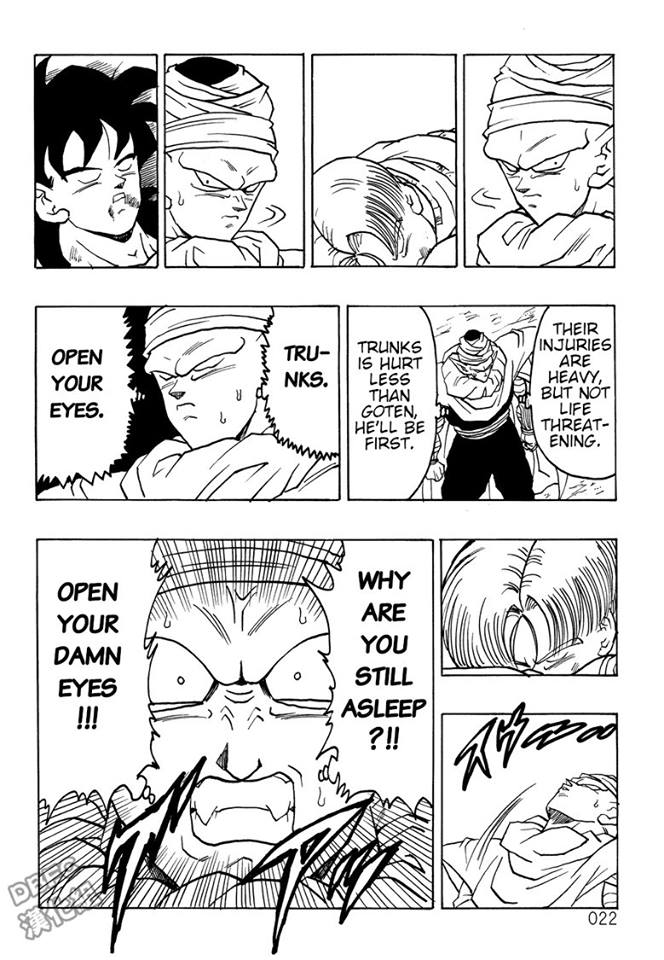 THEIR
INJURIES
ARE
HEAVY,
BUT NOT
LIFE
THREAT-
ENING.
TRUNKS
IS HURT
LESS
THAN
GOTEN,
HE'LL BE
FIRST.
TRU-
NKS.
OPEN
YOUR
EYES.
WHY
ARE
YOU
STILL
ASLEEP
?!!
OPEN
YOUR
DAMN
EYES
!!!
022